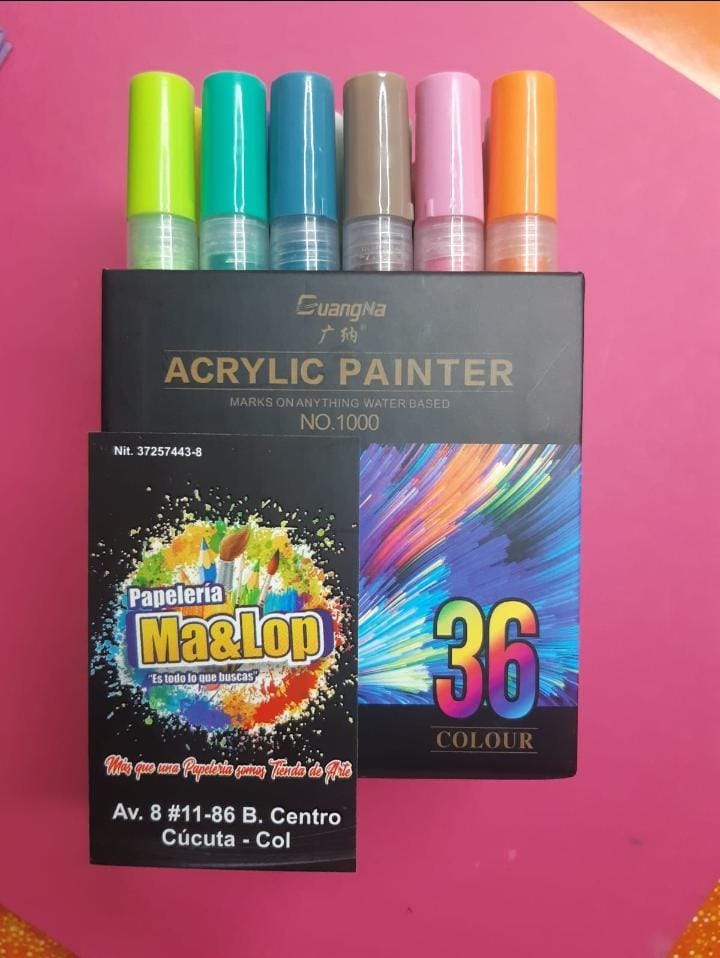 GuangNa
广纳®
ACRYLIC PAINTER
MARKS ON ANYTHING WATER BASED
NO.1000
36
COLOUR
Nit. 37257443-8
Papelería
Ma&Lop
"Es todo lo que buscas"
Más que una Papelería somos Tienda de Arte
Av. 8 #11-86 B. Centro
Cúcuta - Col